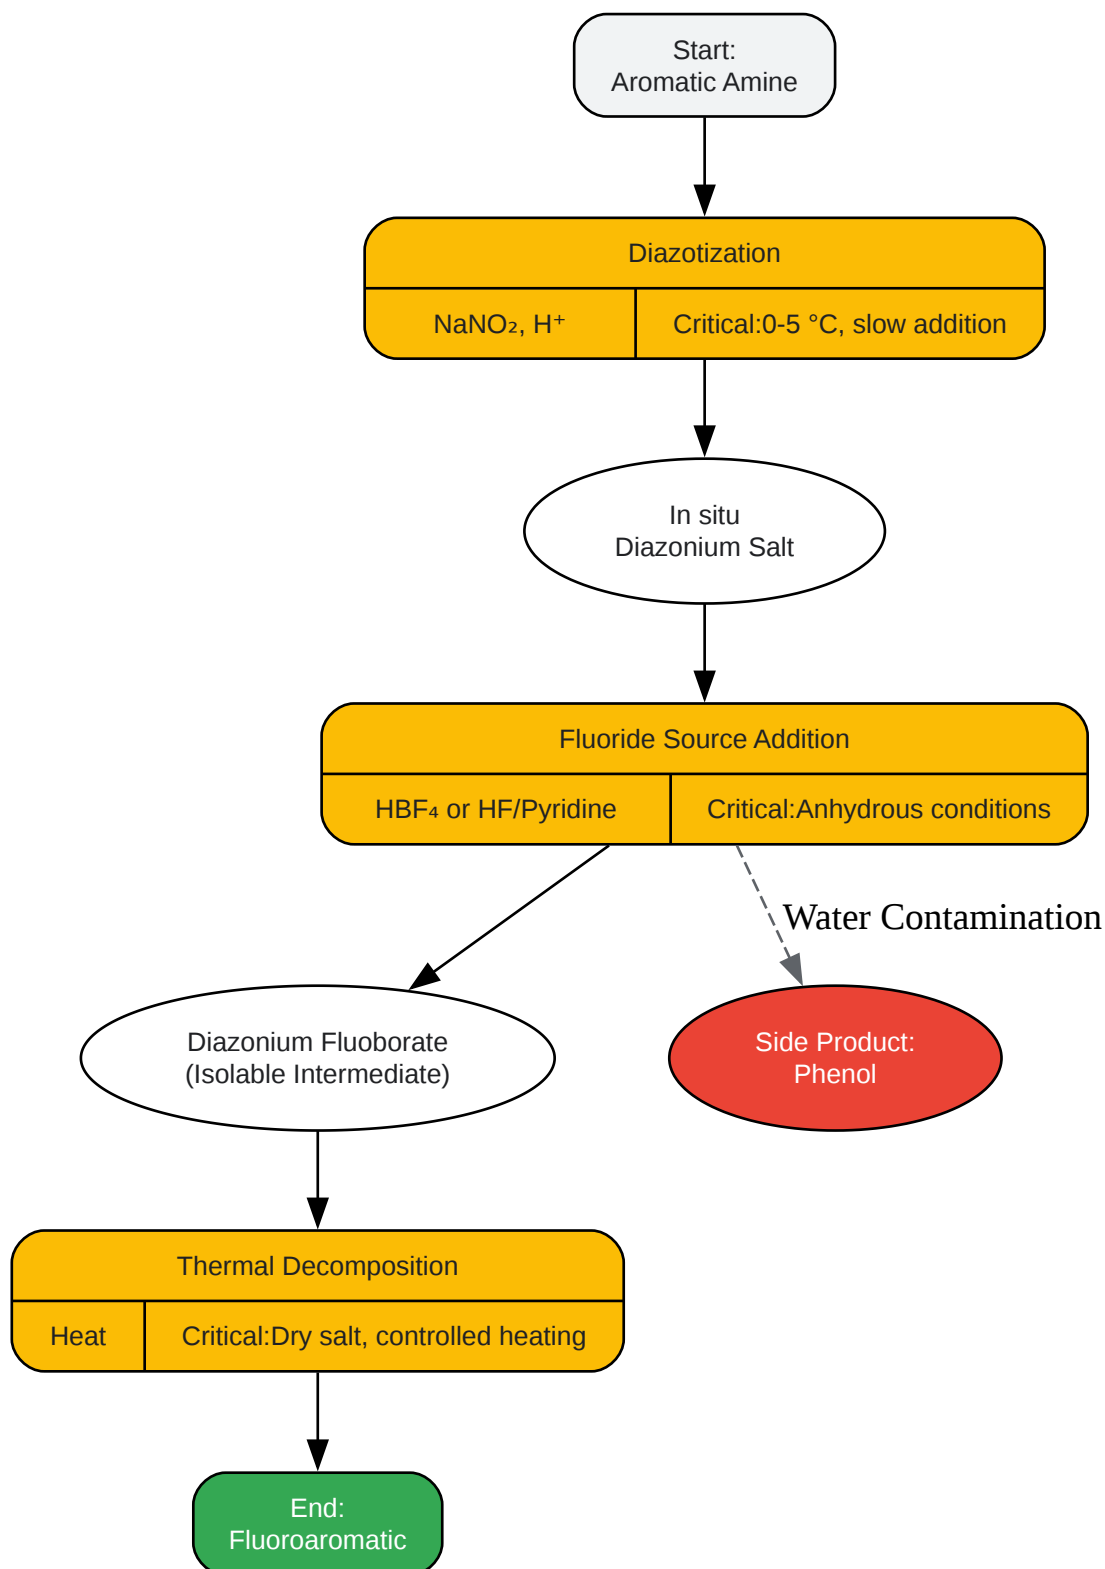 Start:
Aromatic Amine
Diazotization
NaNO₂, H⁺
Critical:0-5 °C, slow addition
In situ
Diazonium Salt
Fluoride Source Addition
HBF₄ or HF/Pyridine
Critical:Anhydrous conditions
Water Contamination
Diazonium Fluoborate
(Isolable Intermediate)
Side Product:
Phenol
Thermal Decomposition
Heat
Critical:Dry salt, controlled heating
End:
Fluoroaromatic